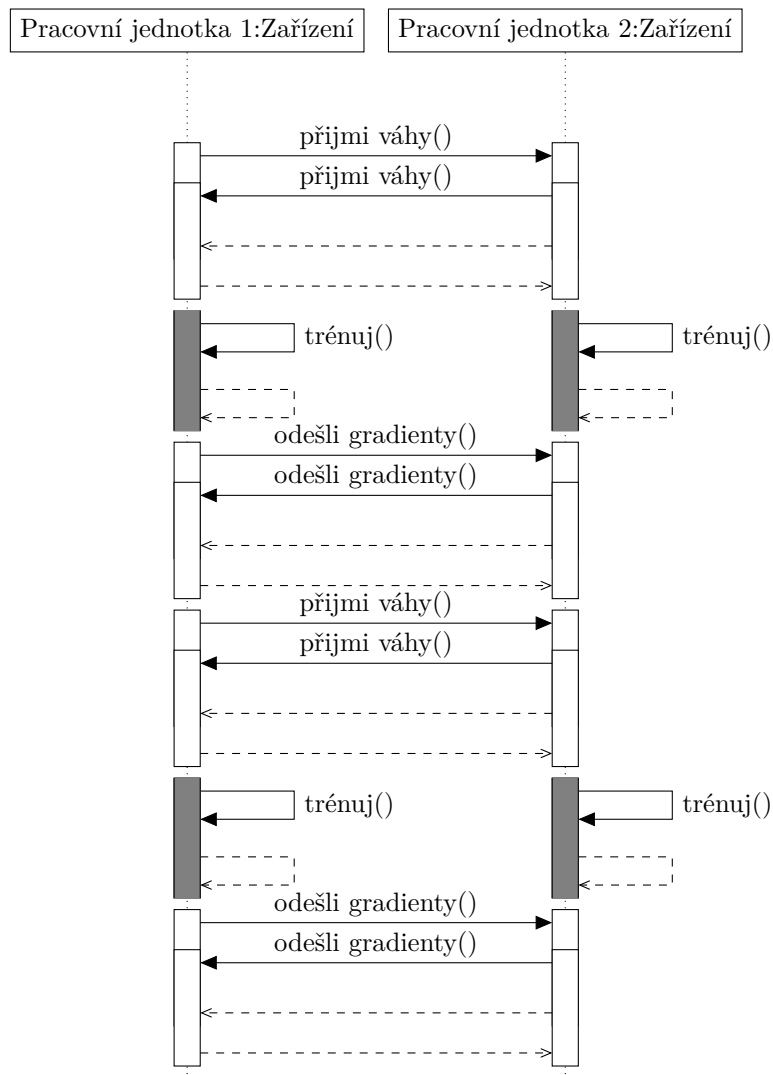 Pracovní jednotka 1:Zařízení
Pracovní jednotka 2:Zařízení
přijmi váhy()
přijmi váhy()
trénuj()
trénuj()
odešli gradienty()
odešli gradienty()
přijmi váhy()
přijmi váhy()
trénuj()
trénuj()
odešli gradienty()
odešli gradienty()